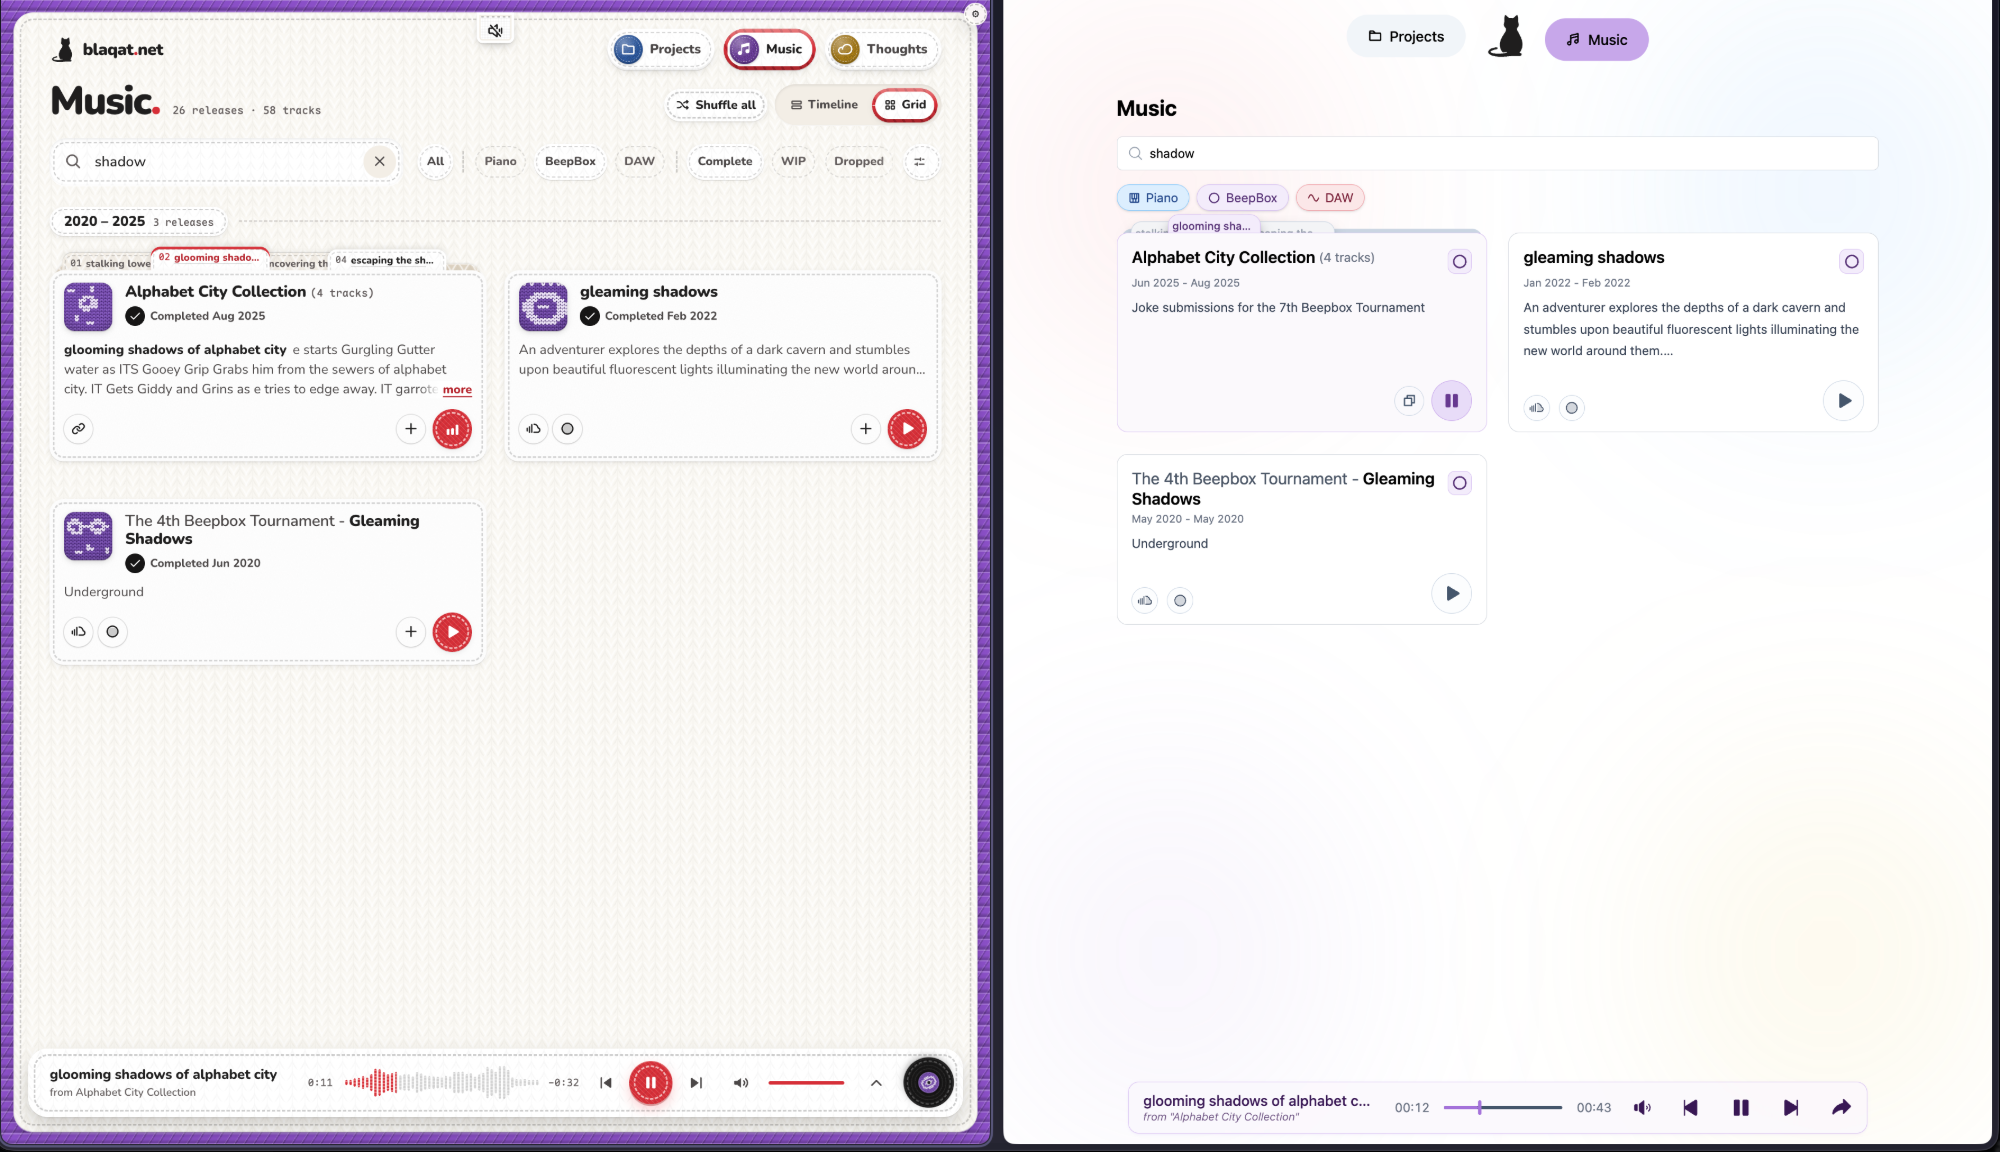 blaqat.net
Projects
Music
Thoughts
Music.
26 releases · 58 tracks
Shuffle all
Timeline
Grid
shadow
All
Piano
BeepBox
DAW
Complete
WIP
Dropped
2020 – 2025 3 releases
01 stalking lowe
02 glooming shado...
ncovering th
04 escaping the sh...
Alphabet City Collection (4 tracks)
Completed Aug 2025
glooming shadows of alphabet city e starts Gurgling Gutter
water as ITS Gooey Grip Grabs him from the sewers of alphabet
city. IT Gets Giddy and Grins as e tries to edge away. IT garrote more
gleaming shadows
Completed Feb 2022
An adventurer explores the depths of a dark cavern and stumbles
upon beautiful fluorescent lights illuminating the new world aroun...
The 4th Beepbox Tournament - Gleaming
Shadows
Completed Jun 2020
Underground
glooming shadows of alphabet city
from Alphabet City Collection
0:11
-0:32
Projects
Music
Music
shadow
Piano
BeepBox
DAW
glooming sha...
Alphabet City Collection (4 tracks)
Jun 2025 - Aug 2025
Joke submissions for the 7th Beepbox Tournament
gleaming shadows
Jan 2022 - Feb 2022
An adventurer explores the depths of a dark cavern and
stumbles upon beautiful fluorescent lights illuminating the
new world around them....
The 4th Beepbox Tournament - Gleaming
Shadows
May 2020 - May 2020
Underground
glooming shadows of alphabet c...
from "Alphabet City Collection"
00:12
00:43